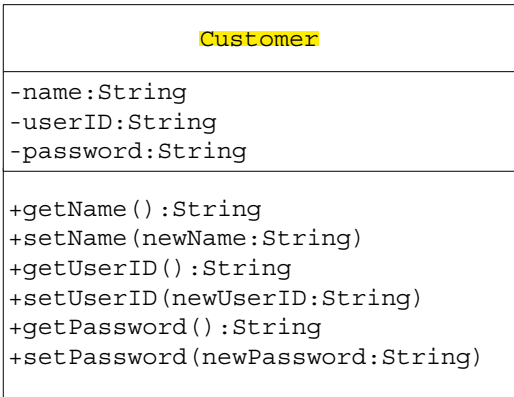 Customer
-name:String
-userID:String
-password:String
+getName():String
+setName(newName:String)
+getUserID():String
+setUserID(newUserID:String)
+getPassword():String
+setPassword(newPassword:String)